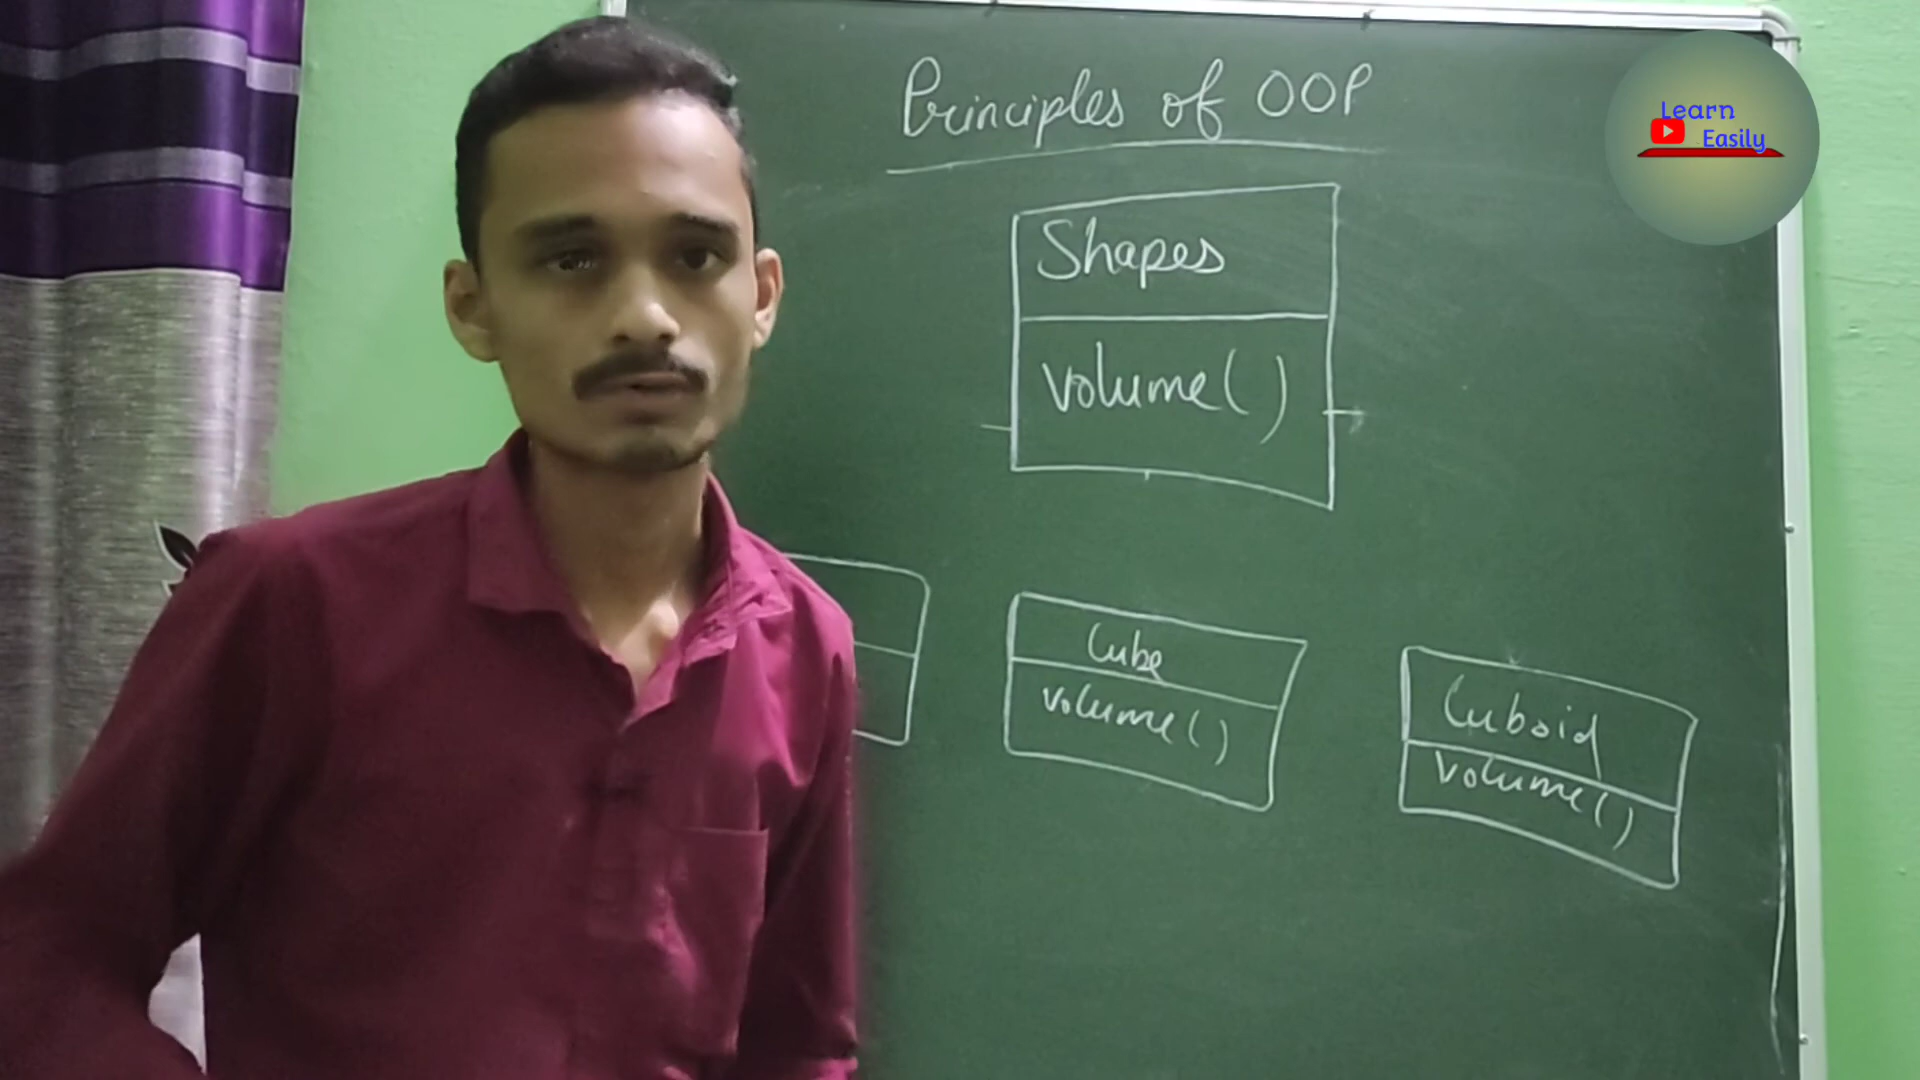 Principles of OOP
Learn
Easily
Shapes
volume()
Cube
volume()
Cuboid
volume()